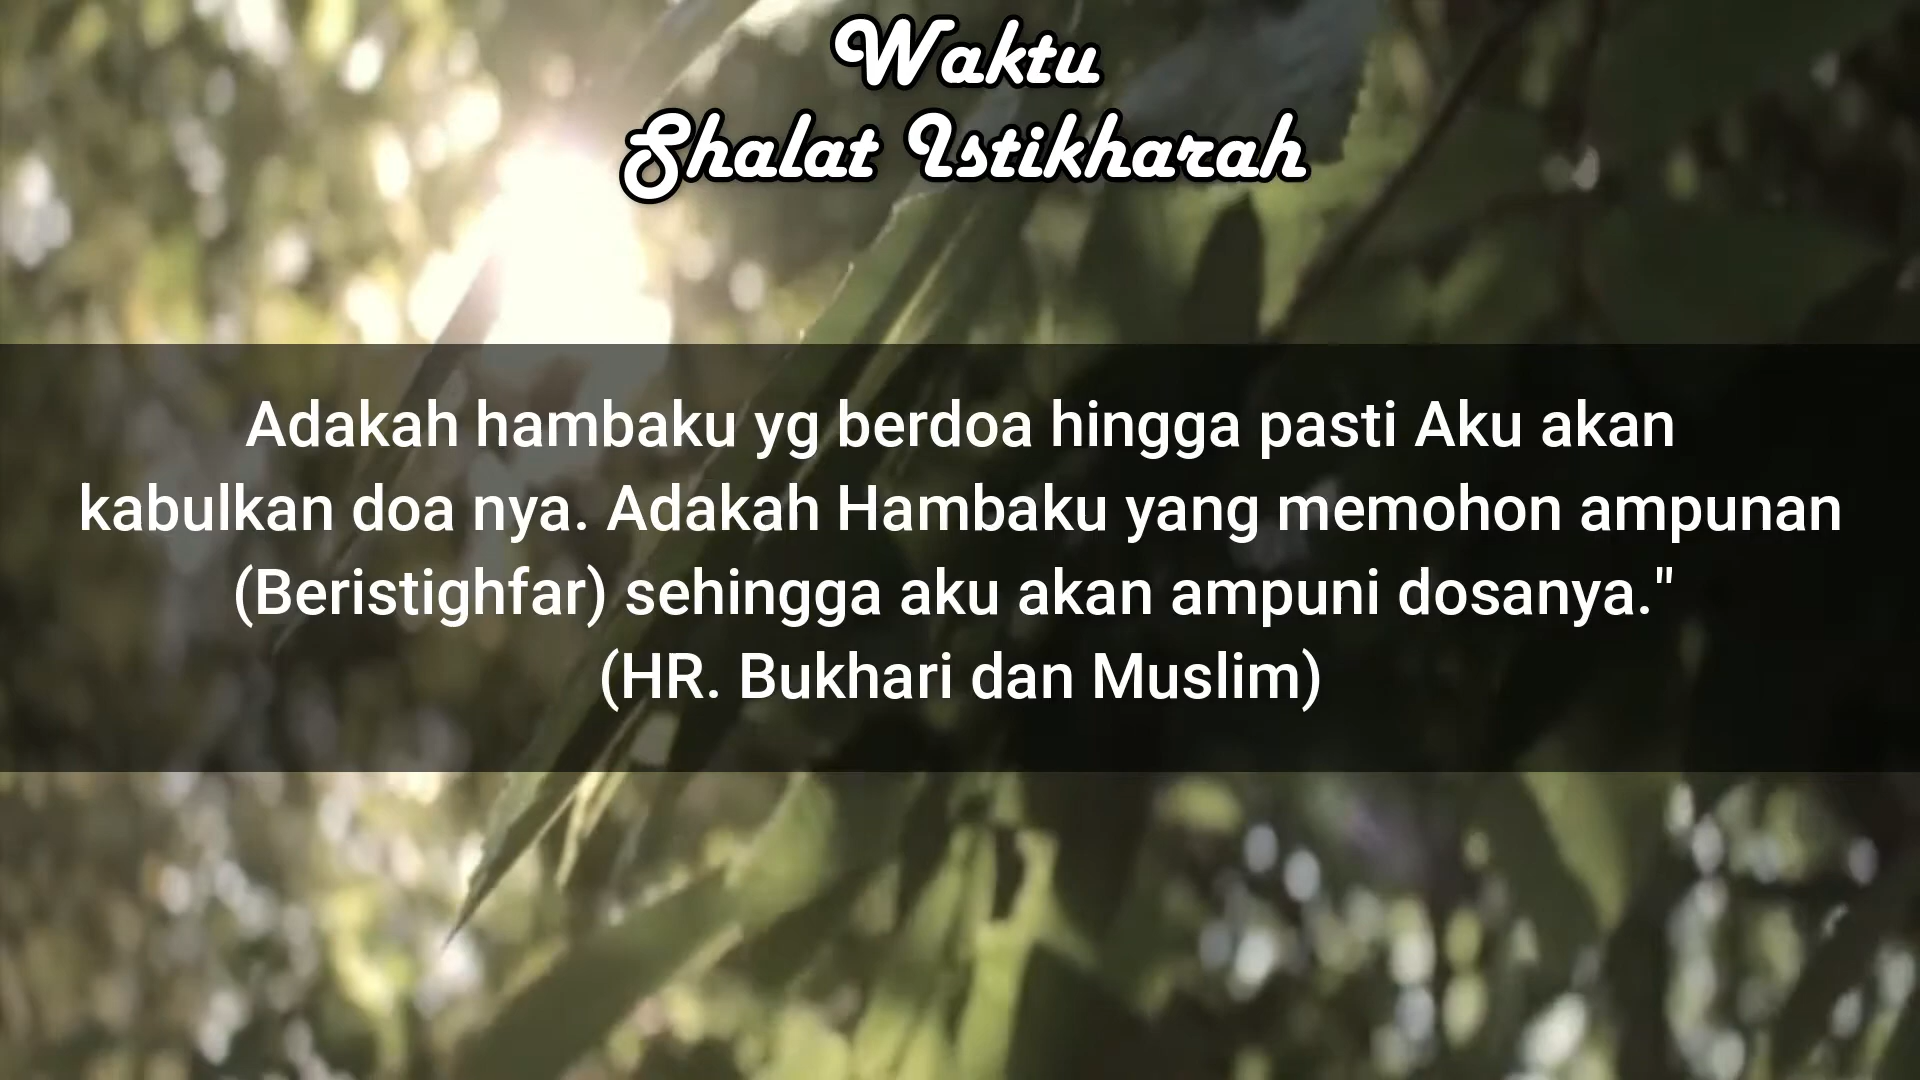 Waktu
Shalat Istikharah
Adakah hambaku yg berdoa hingga pasti Aku akan
kabulkan doa nya. Adakah Hambaku yang memohon ampunan
(Beristighfar) sehingga aku akan ampuni dosanya."
(HR. Bukhari dan Muslim)